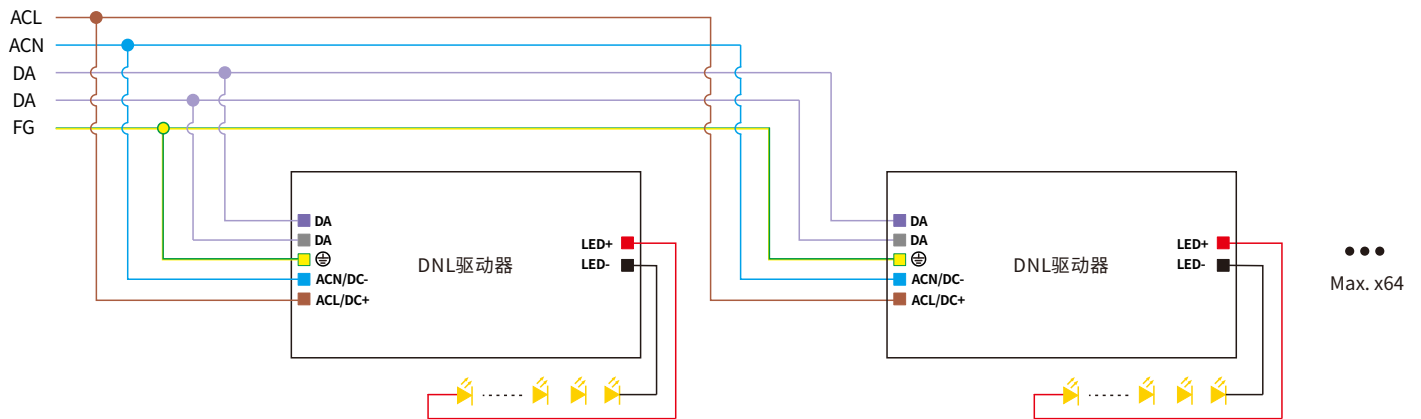 ACL
ACN
DA
DA
FG
DA
DA
ACN/DC-
ACL/DC+
DNL驱动器
LED+
LED-
DA
DA
ACN/DC-
ACL/DC+
DNL驱动器
LED+
LED-
Max. x64